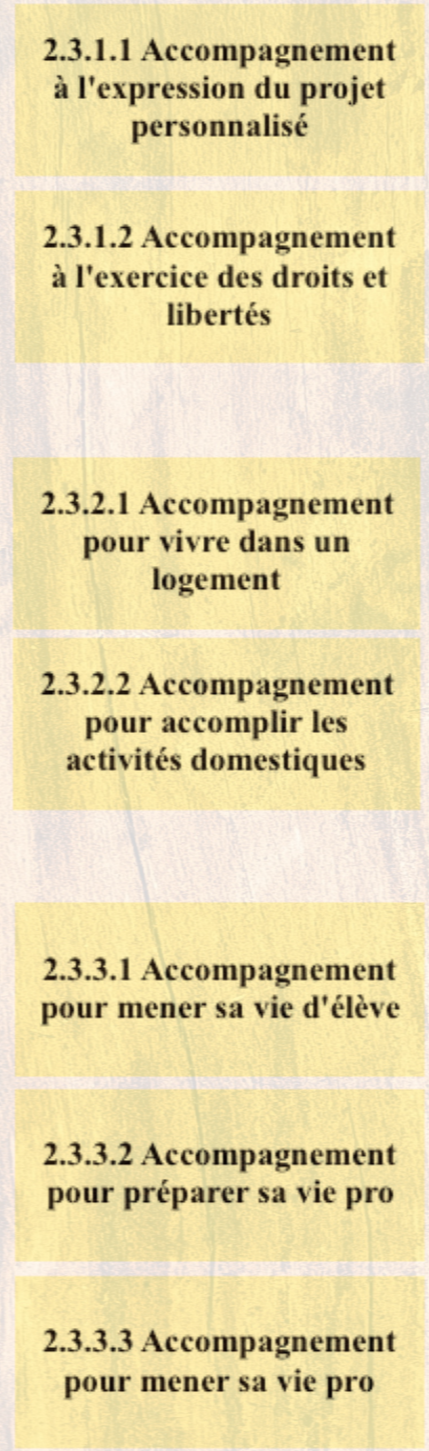 2.3.1.1 Accompagnement
à l'expression du projet
personnalisé
2.3.1.2 Accompagnement
à l'exercice des droits et
libertés
2.3.2.1 Accompagnement
pour vivre dans un
logement
2.3.2.2 Accompagnement
pour accomplir les
activités domestiques
2.3.3.1 Accompagnement
pour mener sa vie d'élève
2.3.3.2 Accompagnement
pour préparer sa vie pro
2.3.3.3 Accompagnement
pour mener sa vie pro